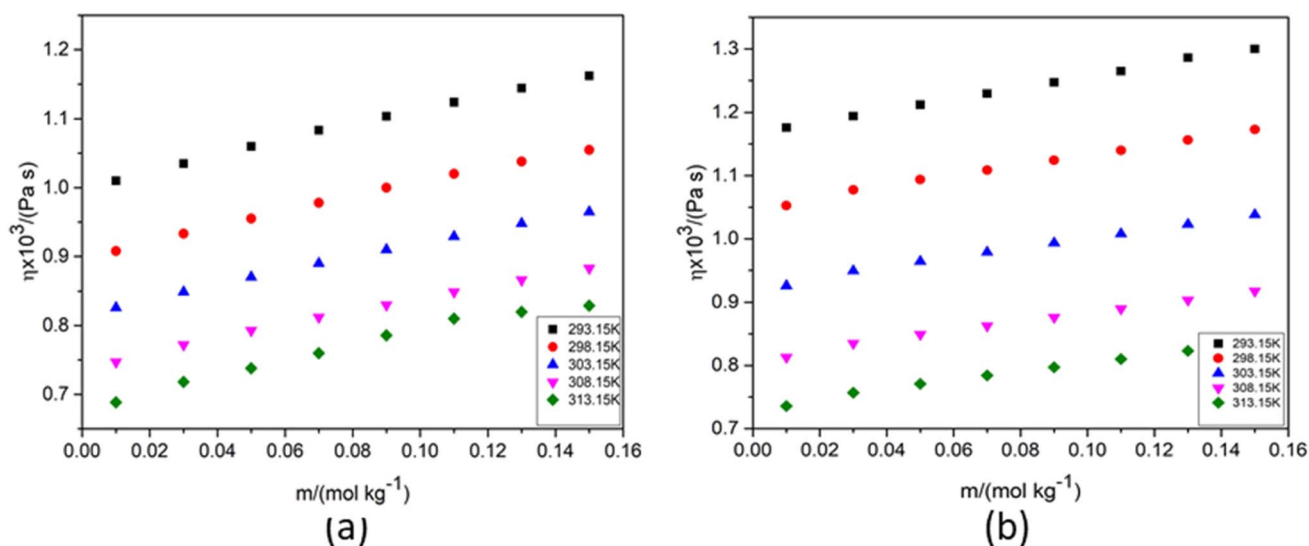 1.2
1.1
1.0
0.9
0.8
0.7
ηx10³/(Pa s)
293.15K
298.15K
303.15K
308.15K
313.15K
0.00 0.02 0.04 0.06 0.08 0.10 0.12 0.14 0.16
m/(mol kg⁻¹)
(a)
1.3
1.2
1.1
1.0
0.9
0.8
0.7
ηx10³/(Pa s)
293.15K
298.15K
303.15K
308.15K
313.15K
0.00 0.02 0.04 0.06 0.08 0.10 0.12 0.14 0.16
m/(mol kg⁻¹)
(b)